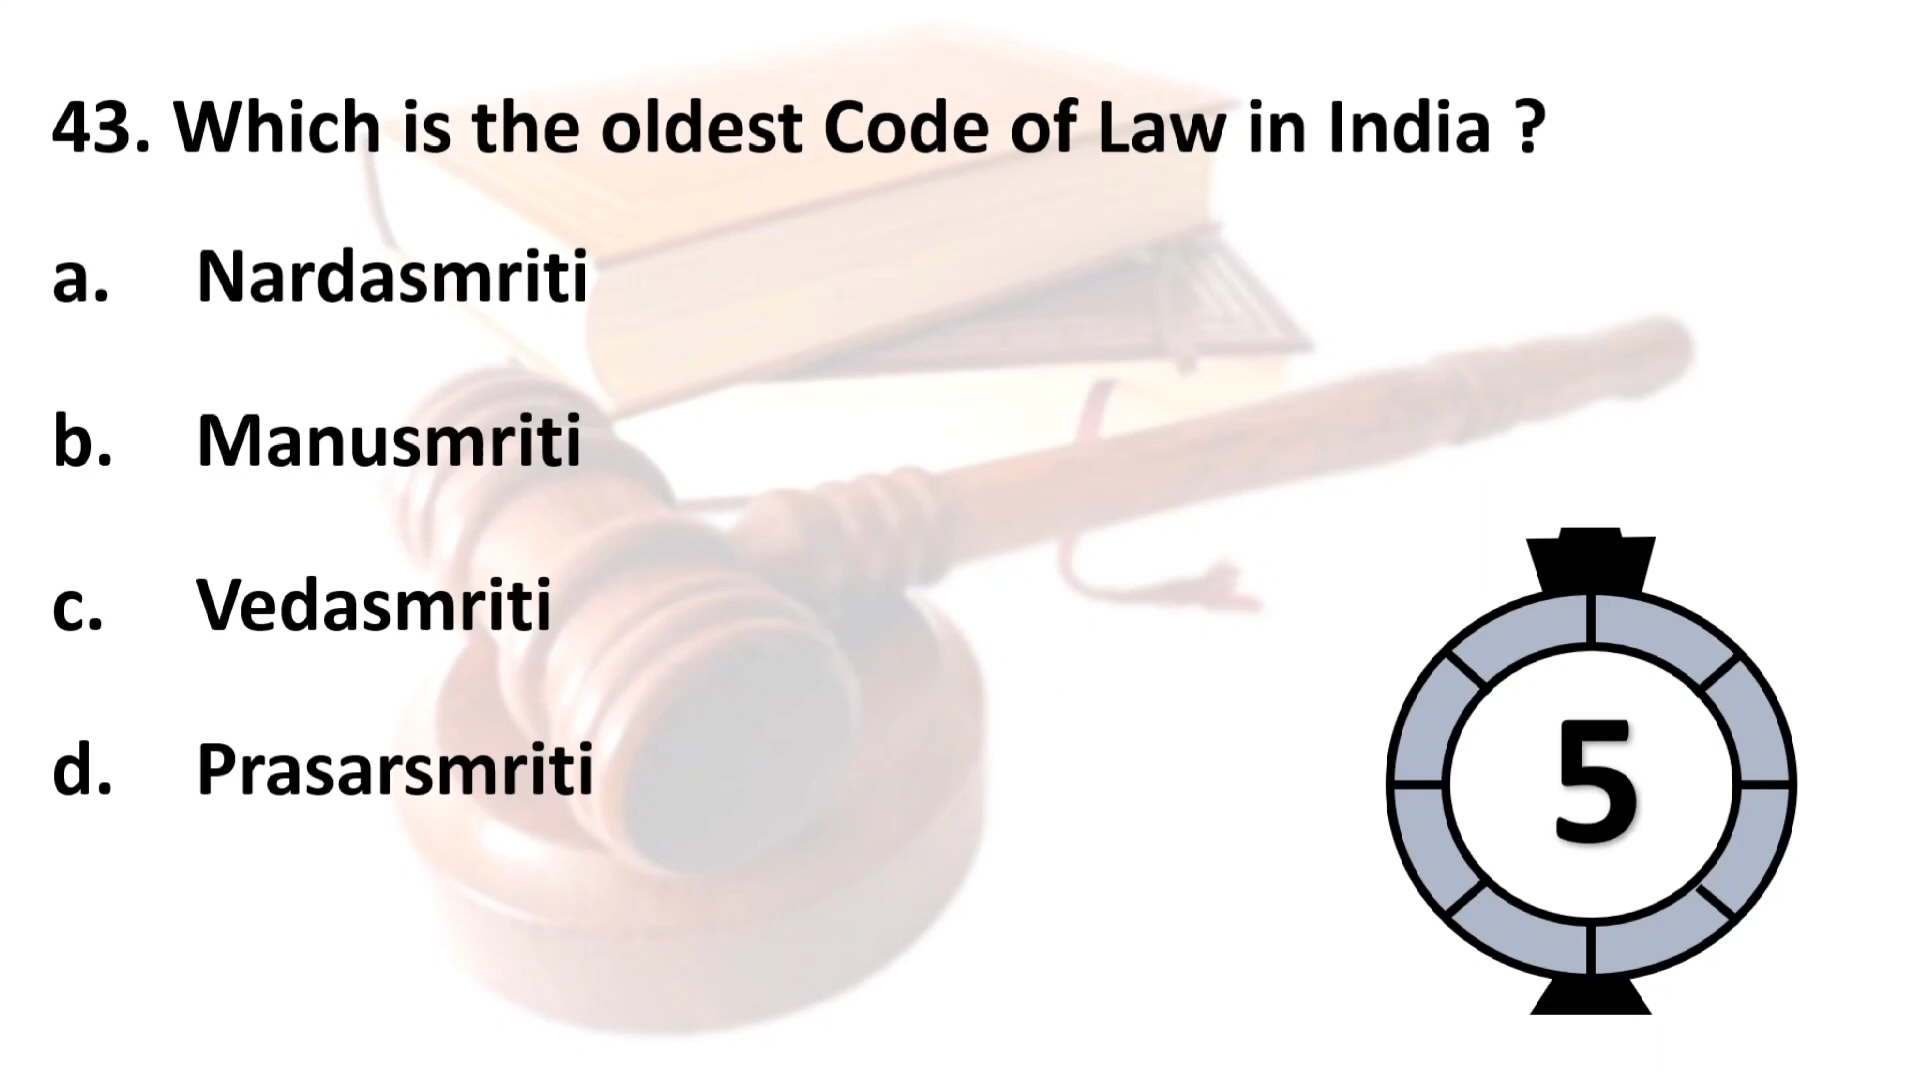 43. Which is the oldest Code of Law in India ?
a. Nardasmriti
b. Manusmriti
c. Vedasmriti
d. Prasarsmriti
5